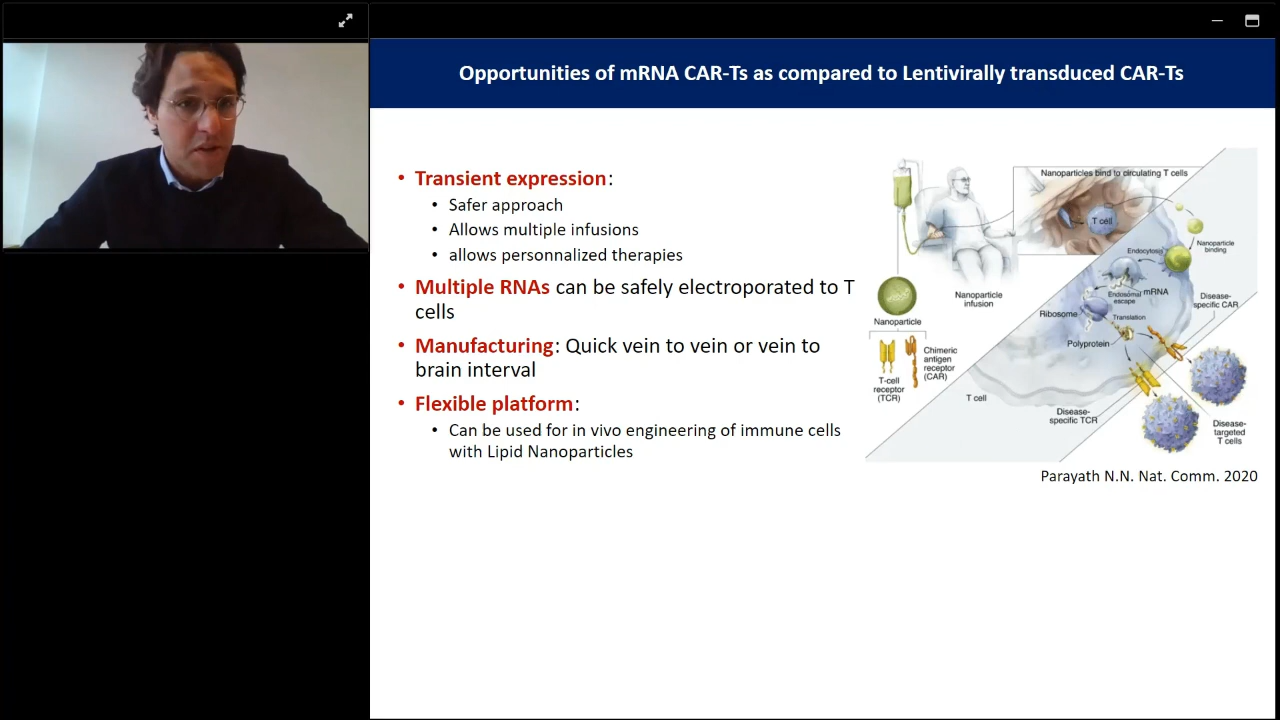 Opportunities of mRNA CAR-Ts as compared to Lentivirally transduced CAR-Ts
• Transient expression:
• Safer approach
• Allows multiple infusions
• allows personnalized therapies
• Multiple RNAs can be safely electroporated to T
cells
• Manufacturing: Quick vein to vein or vein to
brain interval
• Flexible platform:
• Can be used for in vivo engineering of immune cells
with Lipid Nanoparticles
Nanoparticles bind to circulating T cells
T cell
Nanoparticle
binding
Endocytosis
Endosomal
escape
mRNA
Disease-
specific CAR
Nanoparticle
infusion
Ribosome
Translation
Nanoparticle
Polyprotein
Chimeric
antigen
receptor
(CAR)
T-cell
receptor
(TCR)
T cell
Disease-
specific TCR
Disease-
targeted
T cells
Parayath N.N. Nat. Comm. 2020